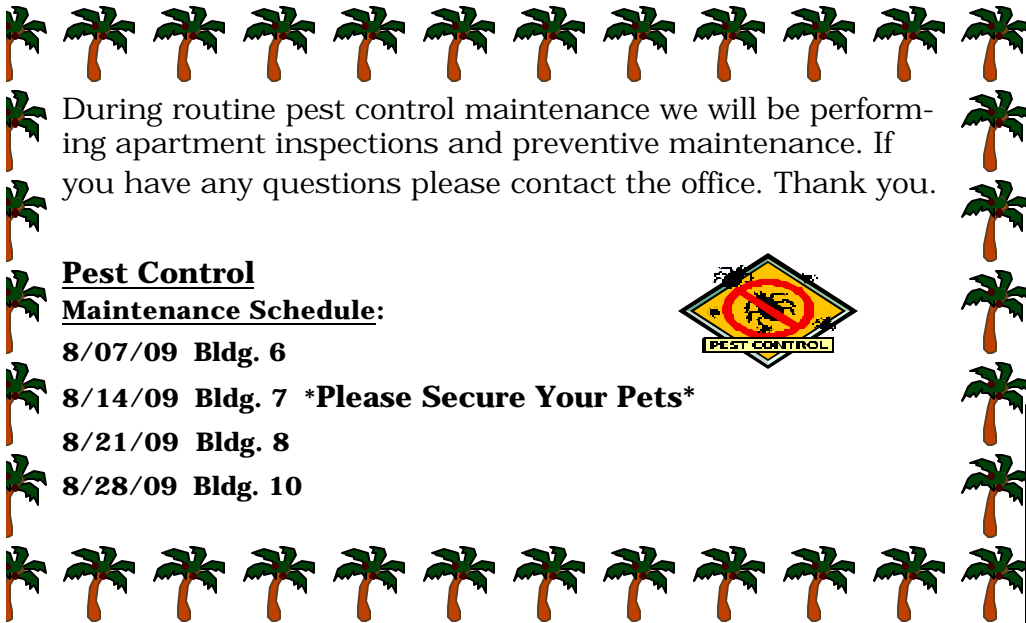 During routine pest control maintenance we will be perform-
ing apartment inspections and preventive maintenance. If
you have any questions please contact the office. Thank you.
Pest Control
Maintenance Schedule:
8/07/09 Bldg. 6
8/14/09 Bldg. 7 *Please Secure Your Pets*
8/21/09 Bldg. 8
8/28/09 Bldg. 10
PEST CONTROL